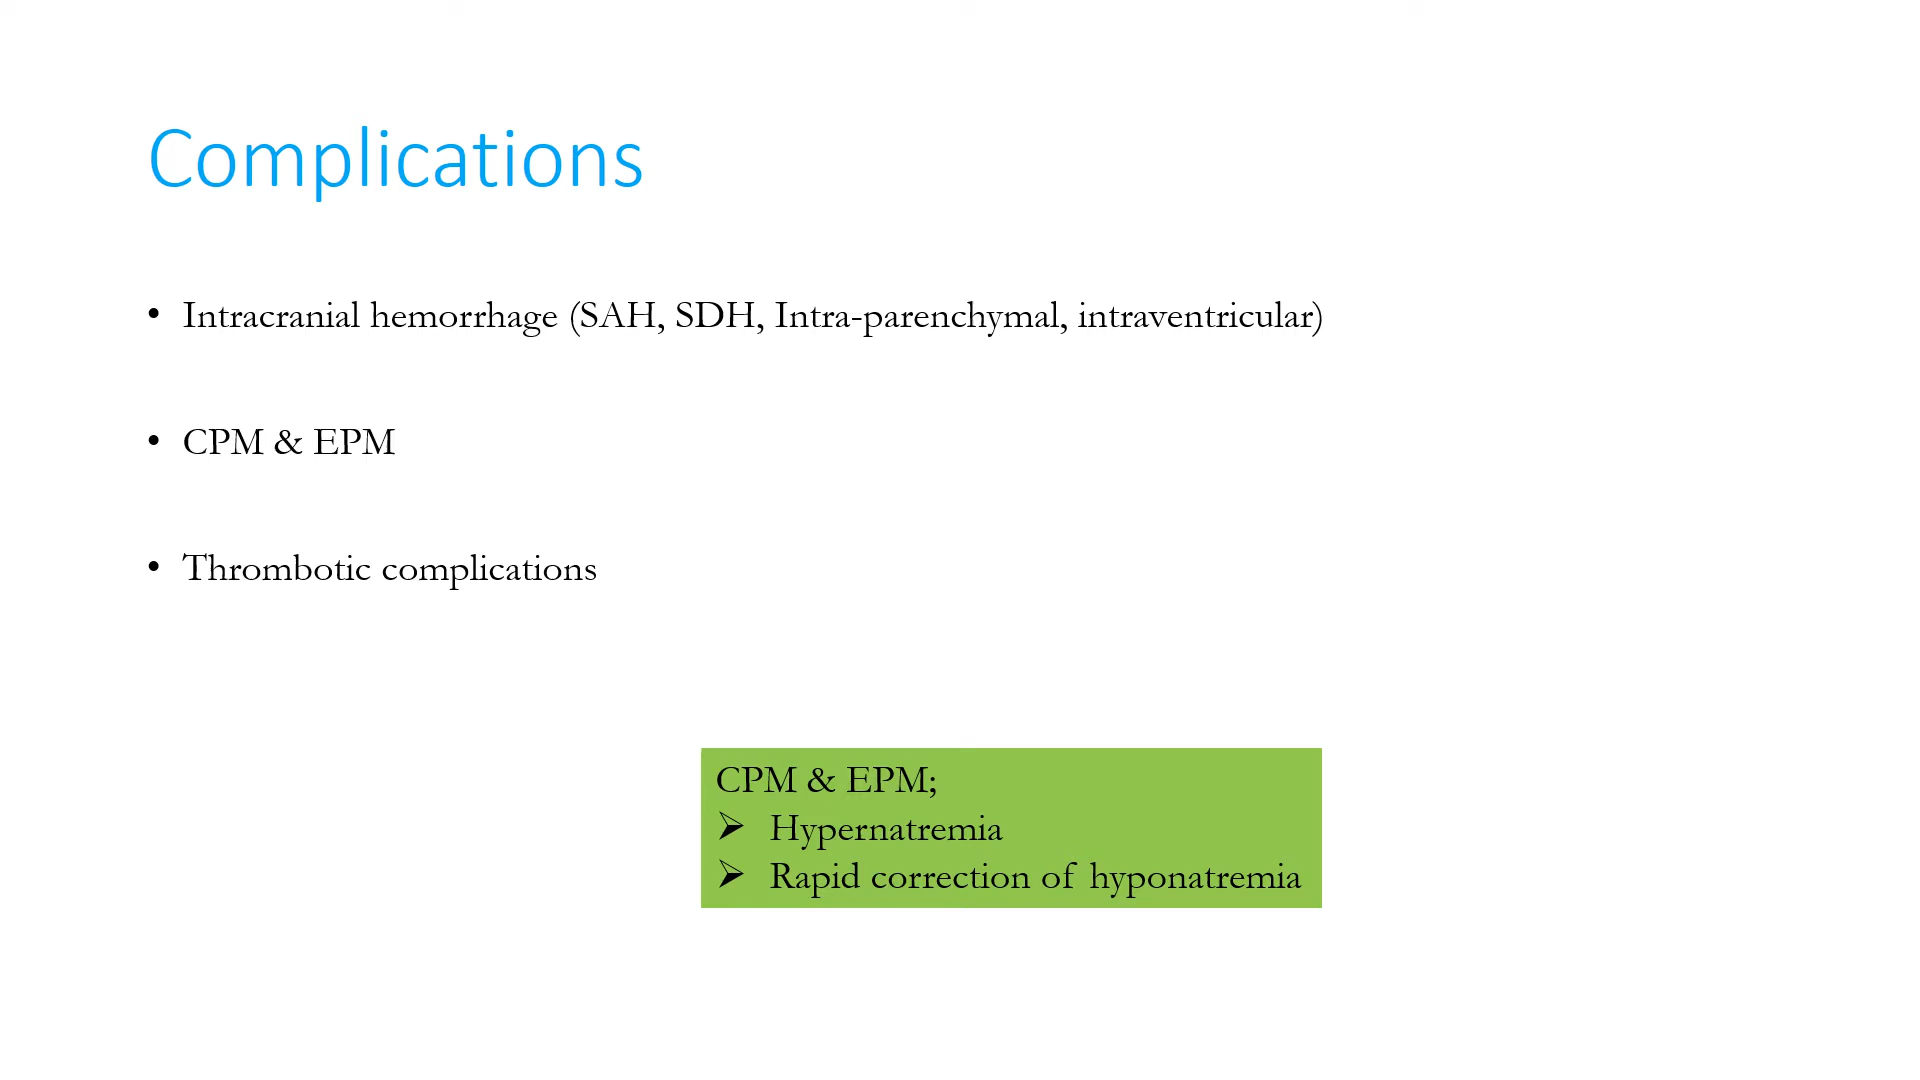 Complications
• Intracranial hemorrhage (SAH, SDH, Intra-parenchymal, intraventricular)
• CPM & EPM
• Thrombotic complications
CPM & EPM;
➢ Hypernatremia
➢ Rapid correction of hyponatremia